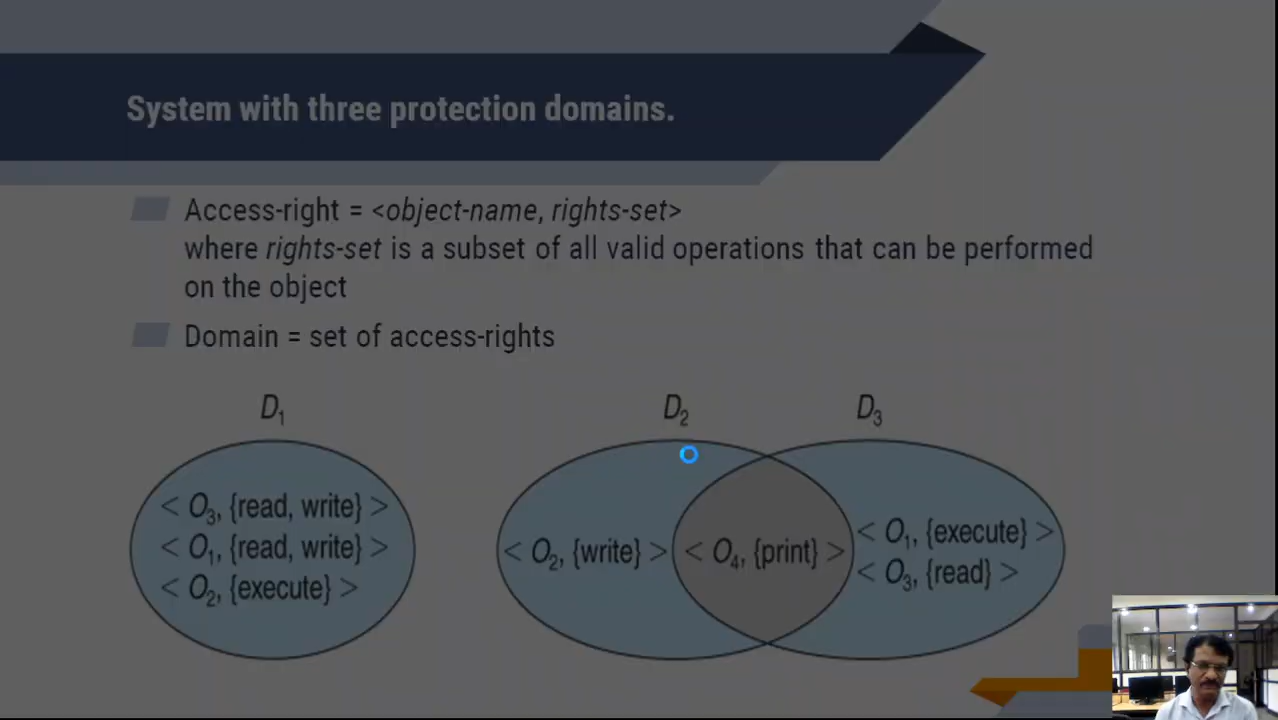 System with three protection domains.
Access-right = <object-name, rights-set>
where rights-set is a subset of all valid operations that can be performed
on the object
Domain = set of access-rights
D1
D2
D3
< O3, {read, write} >
< O1, {read, write} >
< O2, {execute} >
< O2, {write} >
< O4, {print} >
< O1, {execute} >
< O3, {read} >